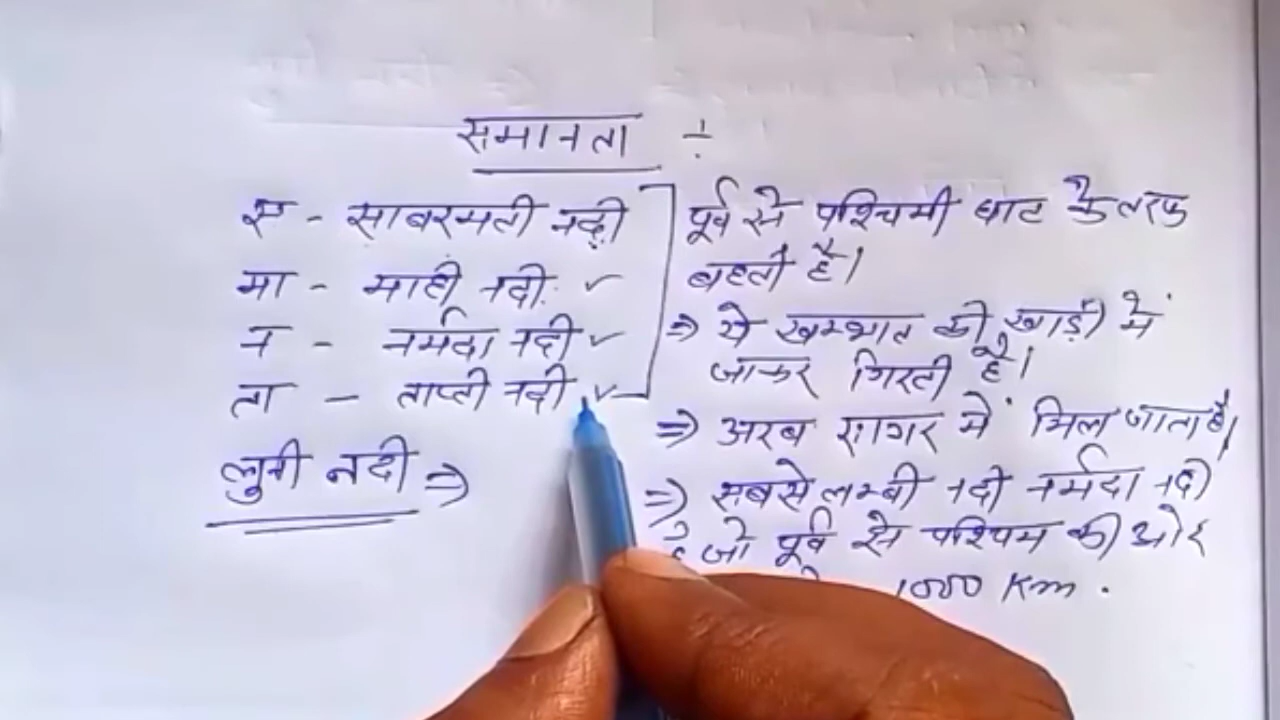 समानता ÷
स - साबरमती नदी
मा - माही नदी ✓
न - नर्मदा नदी ✓
ता - ताप्ती नदी ✓
लुनी नदी ⇒
पूर्व से पश्चिमी घाट के तरफ
बहती है।
⇒ ये खम्भात की खाड़ी में
जाकर गिरती है।
⇒ अरब सागर में मिल जाता है।
⇒ सबसे लम्बी नदी नर्मदा नदी
है जो पूर्व से पश्चिम की ओर
1000 Km.